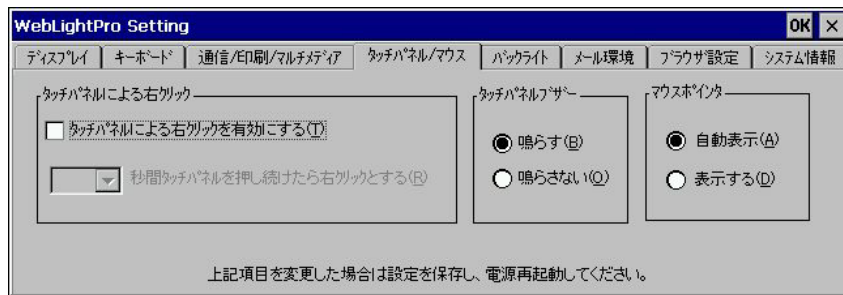 WebLightPro Setting OK ×
ﾃﾞｨｽﾌﾟﾚｲ ｷｰﾎﾞｰﾄﾞ 通信/印刷/ﾏﾙﾁﾒﾃﾞｨｱ ﾀｯﾁﾊﾟﾈﾙ/ﾏｳｽ ﾊﾞｯｸﾗｲﾄ ﾒｰﾙ環境 ﾌﾞﾗｳｻﾞ設定 ｼｽﾃﾑ情報
ﾀｯﾁﾊﾟﾈﾙによる右ｸﾘｯｸ
ﾀｯﾁﾊﾟﾈﾙによる右ｸﾘｯｸを有効にする(T)
秒間ﾀｯﾁﾊﾟﾈﾙを押し続けたら右ｸﾘｯｸとする(R)
ﾀｯﾁﾊﾟﾈﾙﾌﾞｻﾞｰ
鳴らす(B)
鳴らさない(O)
ﾏｳｽﾎﾟｲﾝﾀ
自動表示(A)
表示する(D)
上記項目を変更した場合は設定を保存し、電源再起動してください。